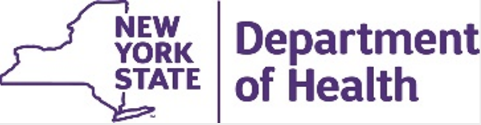 NEW
YORK
STATE
Department
of Health